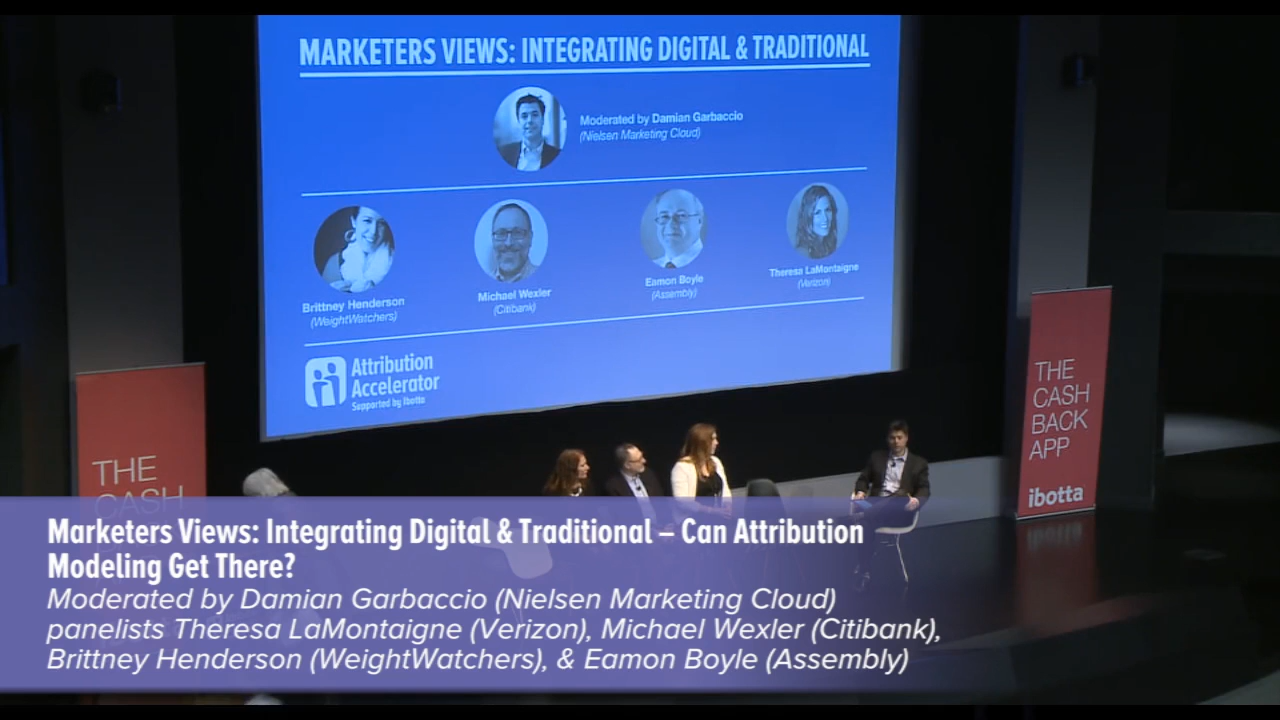 MARKETERS VIEWS: INTEGRATING DIGITAL & TRADITIONAL
Moderated by Damian Garbaccio
(Nielsen Marketing Cloud)
Brittney Henderson
(WeightWatchers)
Michael Wexler
(Citibank)
Eamon Boyle
(Assembly)
Theresa LaMontaigne
(Verizon)
Attribution
Accelerator
Supported by Ibotta
THE
CASH
THE
CASH
BACK
APP
ibotta
Marketers Views: Integrating Digital & Traditional – Can Attribution
Modeling Get There?
Moderated by Damian Garbaccio (Nielsen Marketing Cloud)
panelists Theresa LaMontaigne (Verizon), Michael Wexler (Citibank),
Brittney Henderson (WeightWatchers), & Eamon Boyle (Assembly)